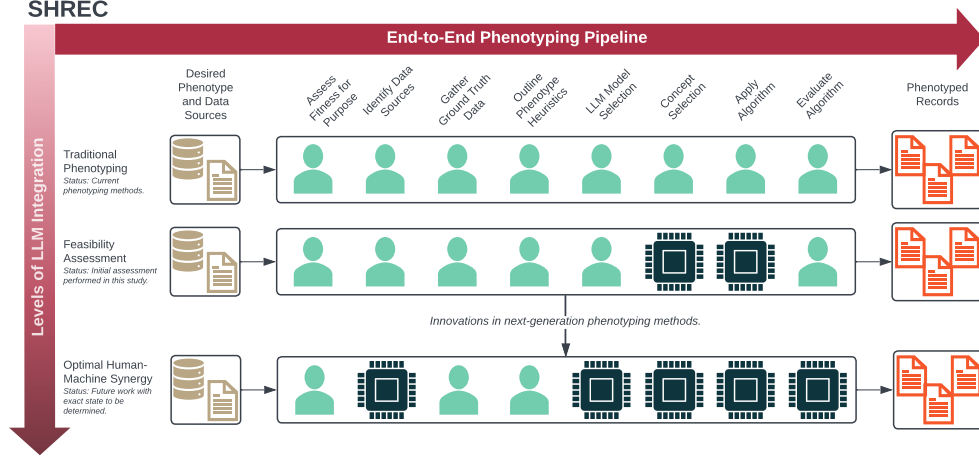 SHREC
End-to-End Phenotyping Pipeline
Levels of LLM Integration
Desired
Phenotype
and Data
Sources
Assess
Fitness for
Purpose
Identify Data
Sources
Gather
Ground Truth
Data
Outline
Phenotype
Heuristics
LLM Model
Selection
Concept
Selection
Apply
Algorithm
Evaluate
Algorithm
Phenotyped
Records
Traditional
Phenotyping
Status: Current
phenotyping methods.
Feasibility
Assessment
Status: Initial assessment
performed in this study.
Innovations in next-generation phenotyping methods.
Optimal Human-
Machine Synergy
Status: Future work with
exact state to be
determined.